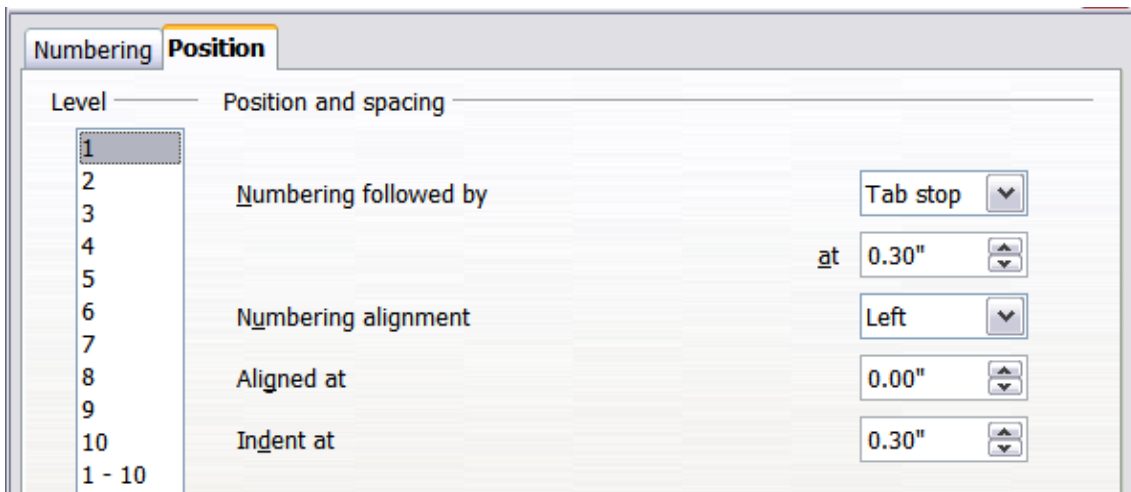 Numbering Position
Level Position and spacing
1
2 Numbering followed by Tab stop
3
4 at 0.30"
5
6 Numbering alignment Left
7
8 Aligned at 0.00"
9
10 Indent at 0.30"
1 - 10